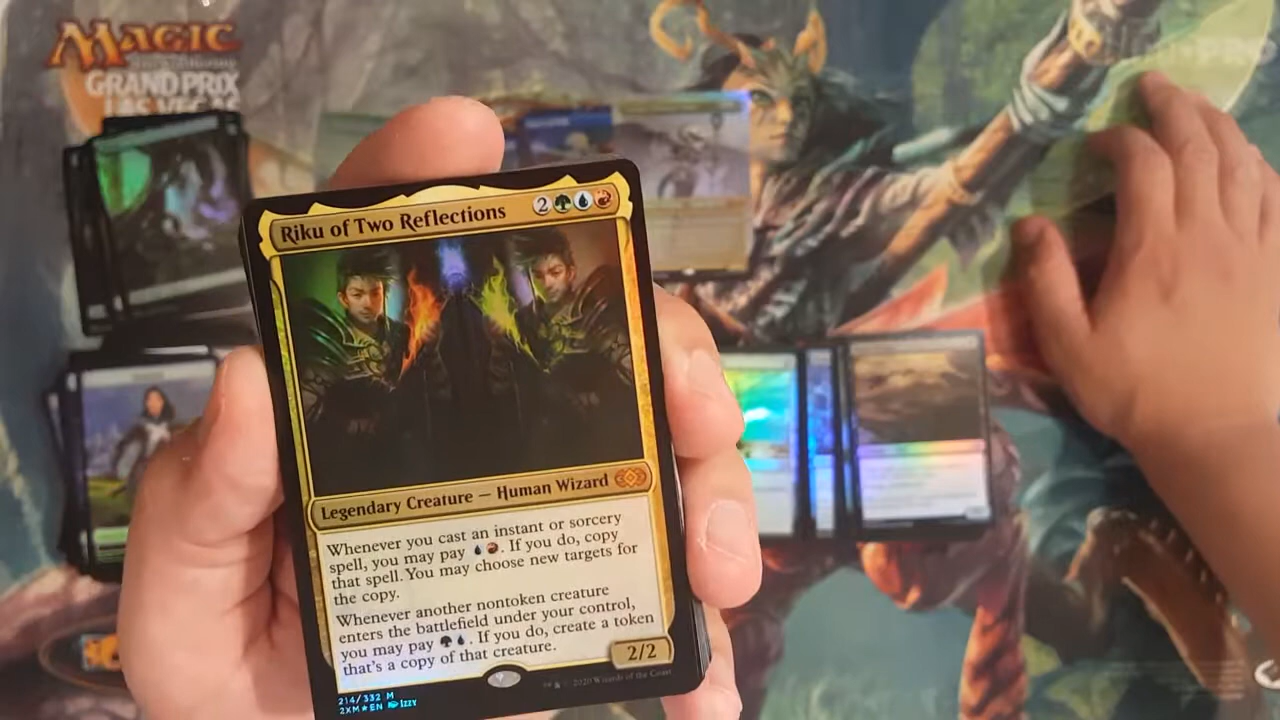 MAGIC
GRAND PRIX
LAS VEGAS
Riku of Two Reflections 2
Legendary Creature — Human Wizard
Whenever you cast an instant or sorcery
spell, you may pay . If you do, copy
that spell. You may choose new targets for
the copy.
Whenever another nontoken creature
enters the battlefield under your control,
you may pay . If you do, create a token
that's a copy of that creature.
2/2
214/332 M
2XM★EN Izzy
2020 Wizards of the Coast